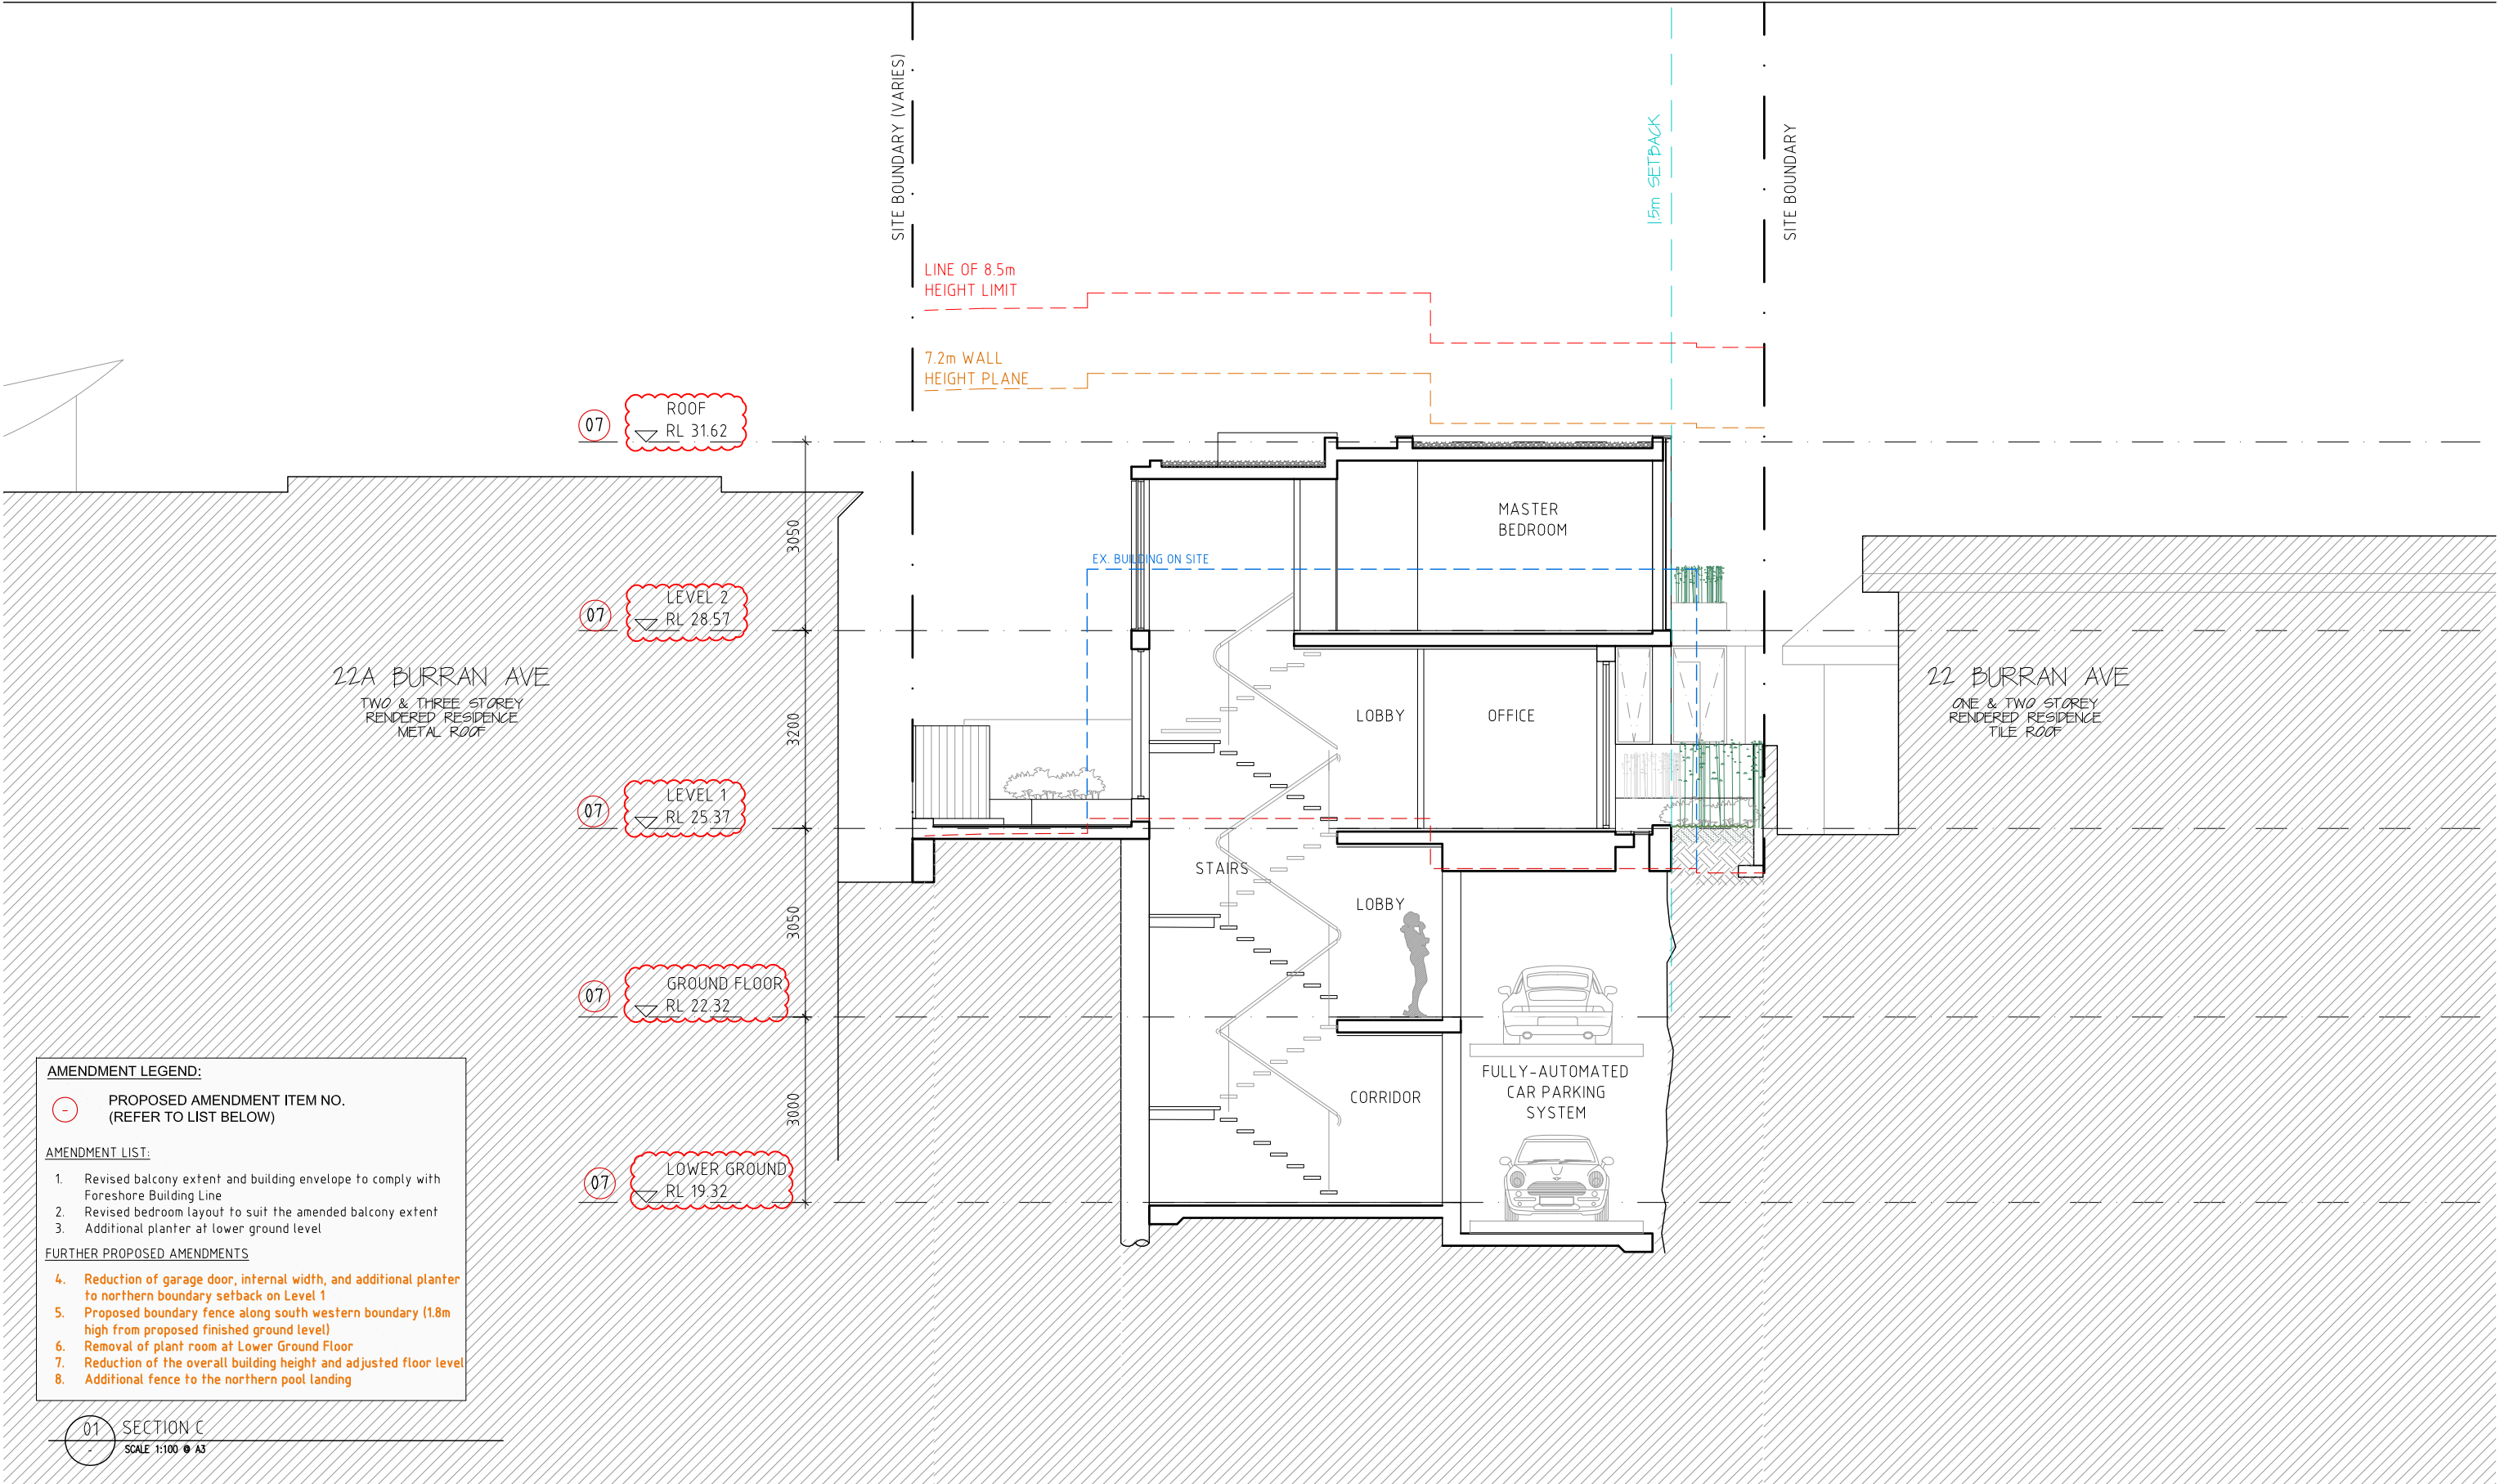 SITE BOUNDARY (VARIES)
1.5m SETBACK
SITE BOUNDARY
LINE OF 8.5m
HEIGHT LIMIT
7.2m WALL
HEIGHT PLANE
07
ROOF
RL 31.62
3050
MASTER
BEDROOM
EX. BUILDING ON SITE
07
LEVEL 2
RL 28.57
22A BURRAN AVE
TWO & THREE STOREY
RENDERED RESIDENCE
METAL ROOF
3200
LOBBY
OFFICE
22 BURRAN AVE
ONE & TWO STOREY
RENDERED RESIDENCE
TILE ROOF
07
LEVEL 1
RL 25.37
STAIRS
3050
LOBBY
07
GROUND FLOOR
RL 22.32
FULLY-AUTOMATED
CAR PARKING
SYSTEM
3000
CORRIDOR
07
LOWER GROUND
RL 19.32
AMENDMENT LEGEND:
-
PROPOSED AMENDMENT ITEM NO.
(REFER TO LIST BELOW)
AMENDMENT LIST:
1. Revised balcony extent and building envelope to comply with
Foreshore Building Line
2. Revised bedroom layout to suit the amended balcony extent
3. Additional planter at lower ground level
FURTHER PROPOSED AMENDMENTS
4. Reduction of garage door, internal width, and additional planter
to northern boundary setback on Level 1
5. Proposed boundary fence along south western boundary (1.8m
high from proposed finished ground level)
6. Removal of plant room at Lower Ground Floor
7. Reduction of the overall building height and adjusted floor level
8. Additional fence to the northern pool landing
01
-
SECTION C
SCALE 1:100 @ A3